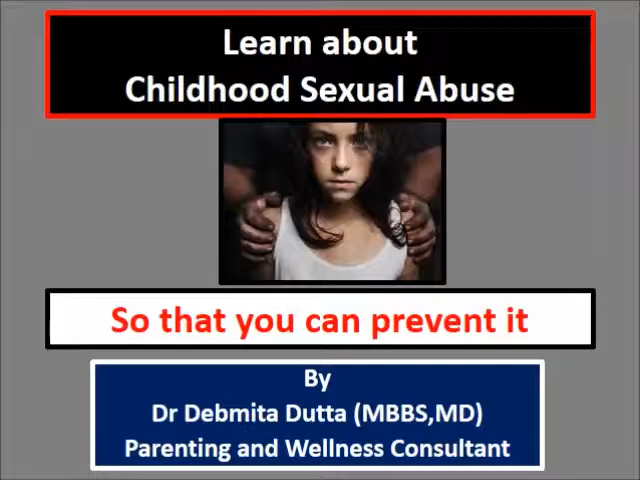 Learn about
Childhood Sexual Abuse
So that you can prevent it
By
Dr Debmita Dutta (MBBS,MD)
Parenting and Wellness Consultant